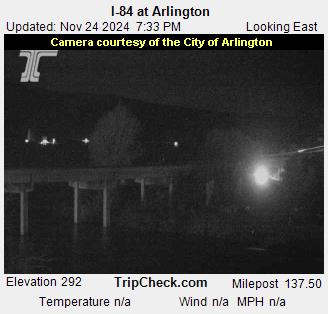 I-84 at Arlington
Updated: Nov 24 2024 7:33 PM Looking East
Camera courtesy of the City of Arlington
Elevation 292 TripCheck.com Milepost 137.50
Temperature n/a Wind n/a MPH n/a